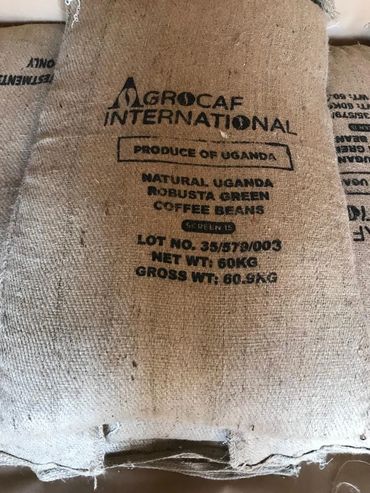 AGROCAF
INTERNATIONAL
PRODUCE OF UGANDA
NATURAL UGANDA
ROBUSTA GREEN
COFFEE BEANS
SCREEN 15
LOT NO. 35/579/003
NET WT: 60KG
GROSS WT: 60.9KG
ONLY